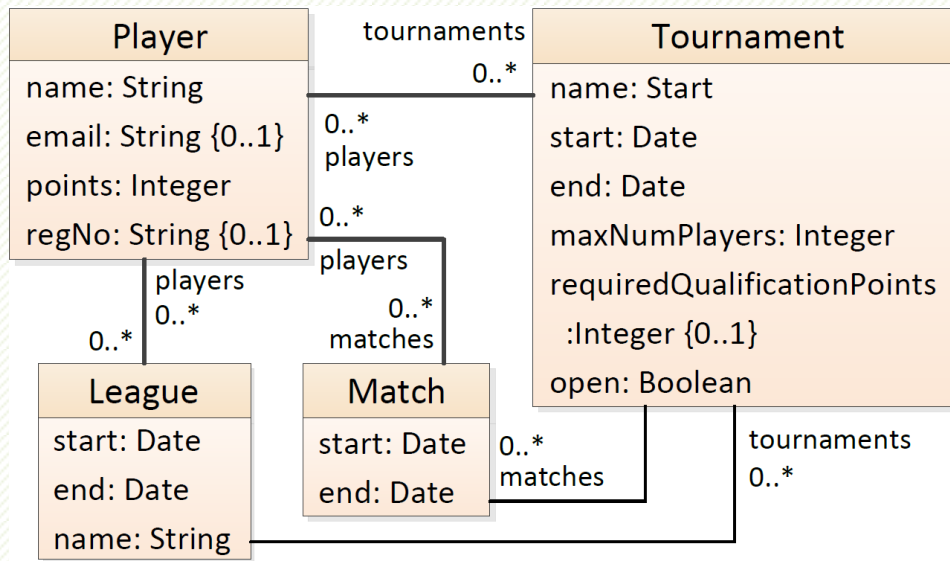 Player
name: String
email: String {0..1}
points: Integer
regNo: String {0..1}
tournaments
0..*
0..*
players
Tournament
name: Start
start: Date
end: Date
maxNumPlayers: Integer
requiredQualificationPoints
:Integer {0..1}
open: Boolean
0..*
players
players
0..*
0..*
0..*
matches
League
start: Date
end: Date
name: String
Match
start: Date
end: Date
0..*
matches
tournaments
0..*